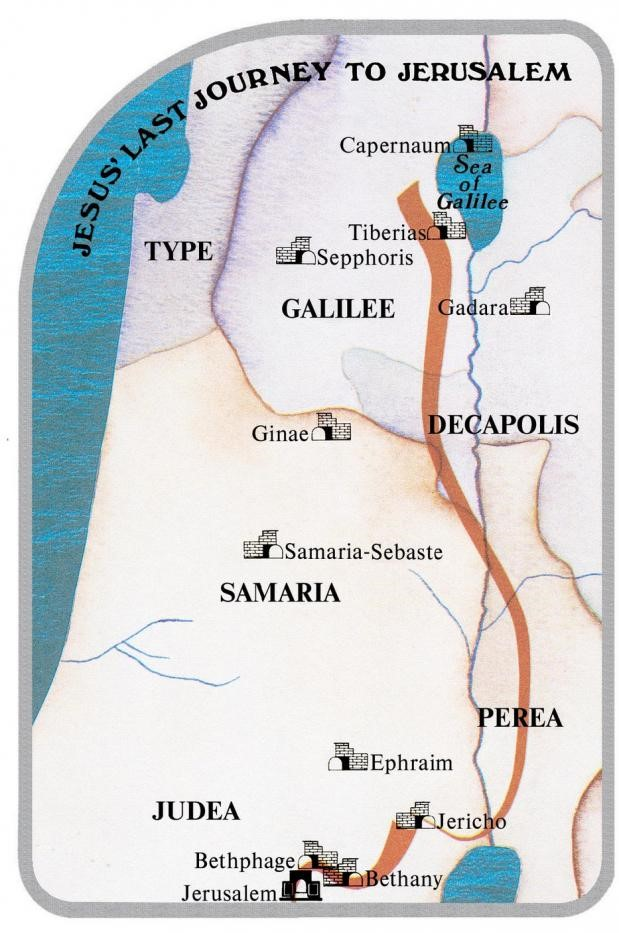 JESUS' LAST JOURNEY TO JERUSALEM
Capernaum
Sea
of
Galilee
Tiberias
TYPE
Sepphoris
GALILEE
Gadara
DECAPOLIS
Ginae
Samaria-Sebaste
SAMARIA
PEREA
Ephraim
JUDEA
Jericho
Bethphage
Bethany
Jerusalem